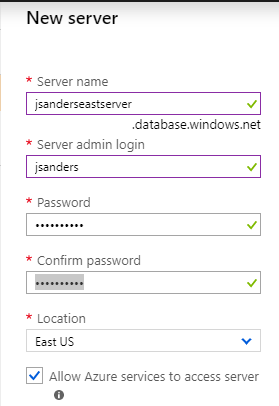 New server
* Server name
jsanderseastserver
.database.windows.net
* Server admin login
jsanders
* Password
••••••••••
* Confirm password
••••••••••
* Location
East US
Allow Azure services to access server